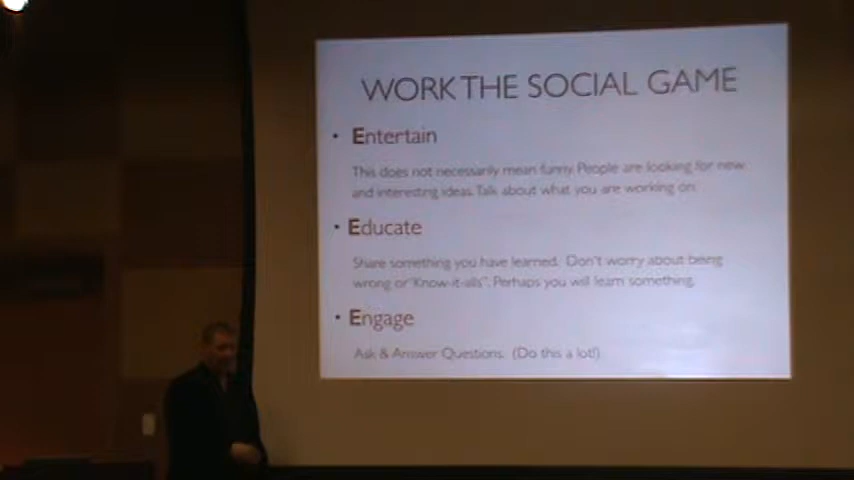 WORK THE SOCIAL GAME
• Entertain
This does not necessarily mean funny. People are looking for new
and interesting ideas. Talk about what you are working on.
• Educate
Share something you have learned. Don't worry about being
wrong or "Know-it-alls". Perhaps you will learn something.
• Engage
Ask & Answer Questions. (Do this a lot!)